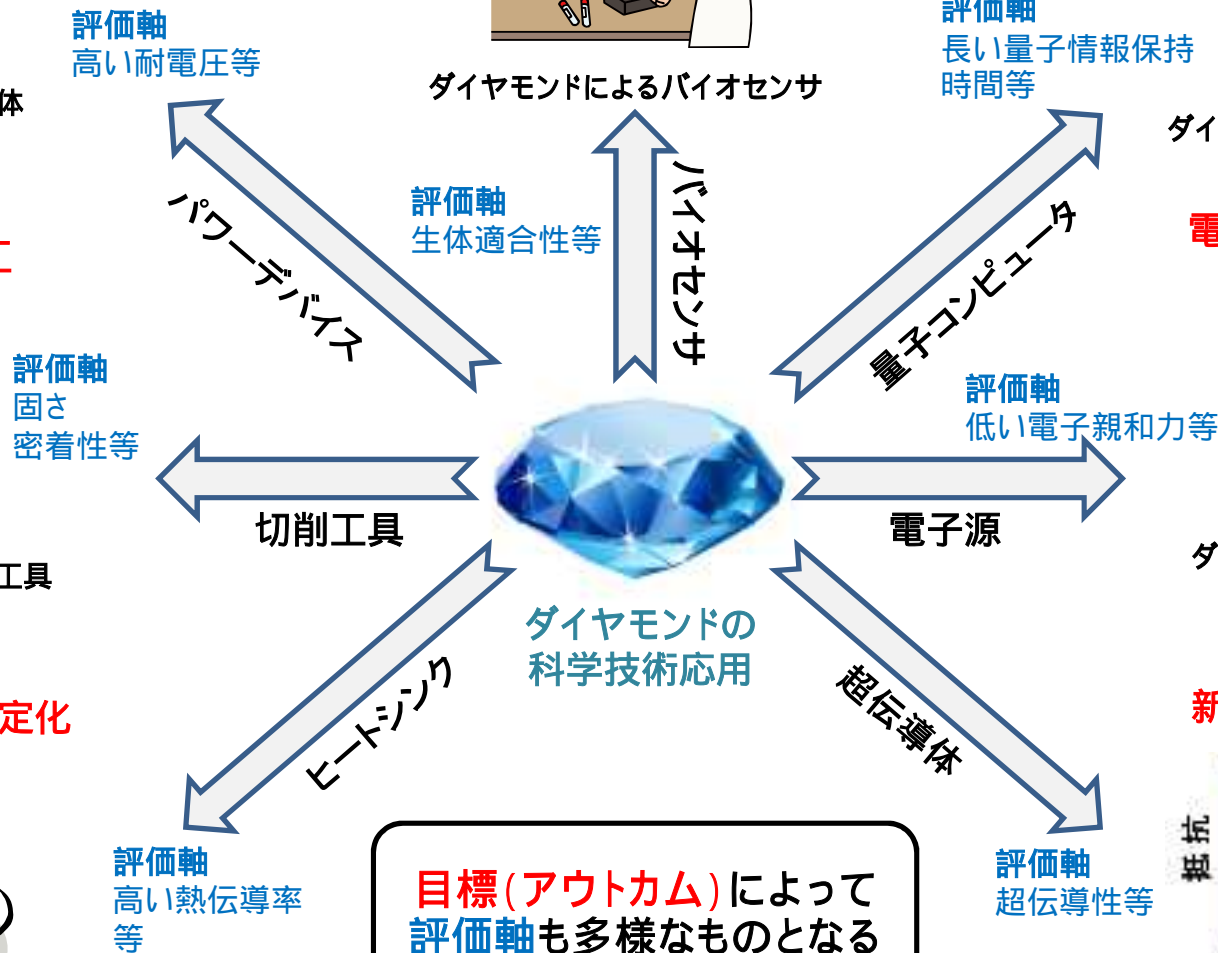 評価軸
高い耐電圧等
ダイヤモンドによるバイオセンサ
評価軸
長い量子情報保持
時間等
体
ダイ
パワーデバイス
評価軸
生体適合性等
バイオセンサ
量子コンピュータ
電
評価軸
固さ
密着性等
評価軸
低い電子親和力等
切削工具
電子源
工具
ダ
ダイヤモンドの
科学技術応用
ヒートシンク
超伝導体
定化
新
評価軸
高い熱伝導率
等
評価軸
超伝導性等
抵抗
目標(アウトカム)によって
評価軸も多様なものとなる